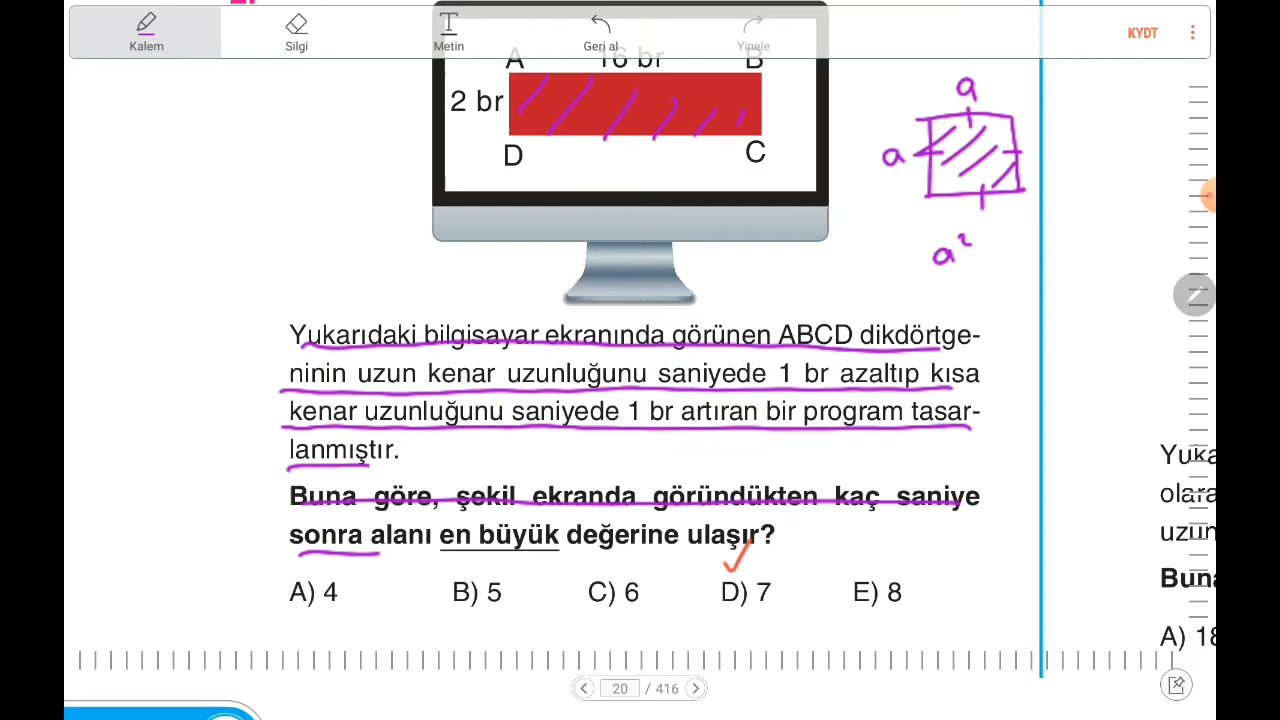 Kalem
Silgi
Metin
Geri al
Yinele
KYDT
A 16 br B
2 br
D C
a
a
a²
Yukarıdaki bilgisayar ekranında görünen ABCD dikdörtge-
ninin uzun kenar uzunluğunu saniyede 1 br azaltıp kısa
kenar uzunluğunu saniyede 1 br artıran bir program tasar-
lanmıştır.
Buna göre, şekil ekranda göründükten kaç saniye
sonra alanı en büyük değerine ulaşır?
A) 4 B) 5 C) 6 D) 7 E) 8
Yuka
olara
uzun
Buna
A) 18
20 / 416